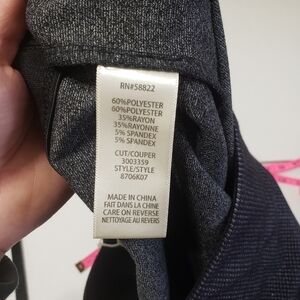 RN#58822
60%POLYESTER
60%POLYESTER
35%RAYON
35%RAYONNE
5% SPANDEX
5% SPANDEX
CUT/COUPER
3003359
STYLE/STYLE
8706K07
MADE IN CHINA
FAIT DANS LA CHINE
CARE ON REVERSE
NETTOYAGE AU REVERS